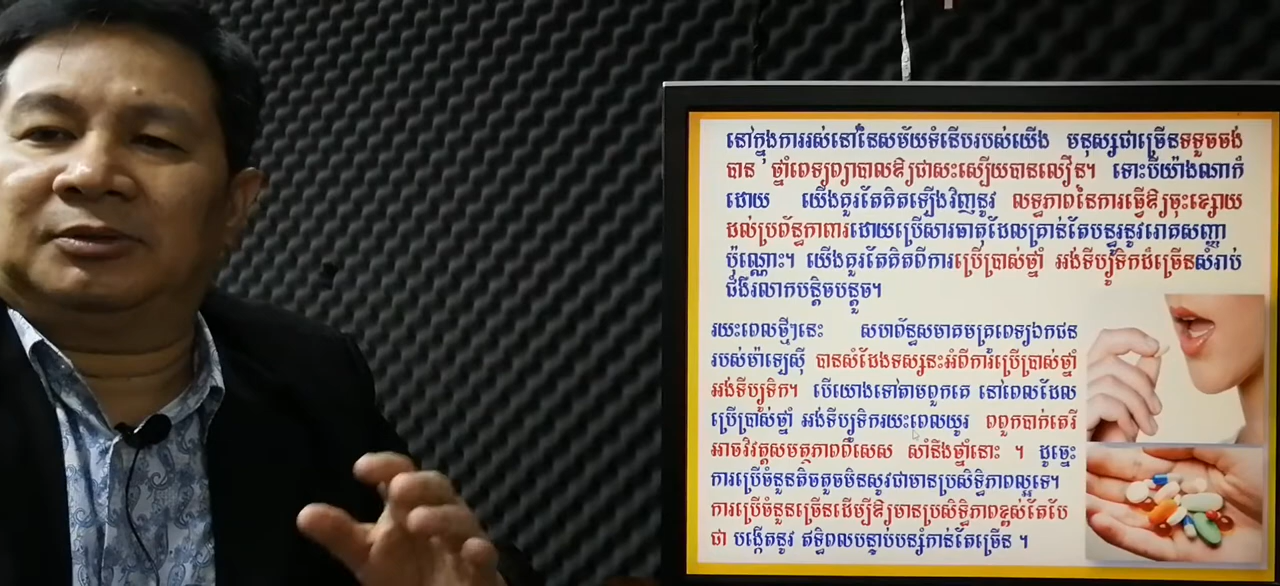 នៅក្នុងការរស់នៅនៃសម័យទំនើបរបស់យើង មនុស្សជាច្រើនទទួចចង់
បាន ថ្នាំពេទ្យព្យាបាលឱ្យជាសះស្បើយបានលឿន។ ទោះបីយ៉ាងណាក៏
ដោយ យើងគួរតែគិតឡើងវិញនូវ លទ្ធភាពនៃការធ្វើឱ្យចុះខ្សោយ
ដល់ប្រព័ន្ធភាពារដោយប្រើសារធាតុដែលគ្រាន់តែបន្ធូរនូវរោគសញ្ញា
ប៉ុណ្ណោះ។ យើងគួរតែគិតពីការប្រើប្រាស់ថ្នាំ អង់ទីប្យូទិកដ៏ច្រើនសំរាប់
ជំងឺរលាកបន្តិចបន្តួច។
រយះពេលថ្មីៗនេះ សហព័ន្ធសមាគមគ្រូពេទ្យឯកជន
របស់ម៉ាឡេស៊ី បានសំដែងទស្សនះអំពីការប្រើប្រាស់ថ្នាំ
អង់ទីប្យូទិក។ បើយោងទៅតាមពួកគេ នៅពេលដែល
ប្រើប្រាស់ថ្នាំ អង់ទីប្យូទិករយះពេលយូរ ពពួកបាក់តេរី
អាចវិវត្តសមត្ថភាពពិសេស សាំនឹងថ្នាំនោះ ។ ដូច្នេះ
ការប្រើចំនួនតិចតួចមិនសូវជាមានប្រសិទ្ធិភាពល្អទេ។
ការប្រើចំនួនច្រើនដើម្បីឱ្យមានប្រសិទ្ធិភាពខ្ពស់តែបែ
ជា បង្កើតនូវ ឥទ្ធិពលបន្ទាប់បន្សំកាន់តែច្រើន ។